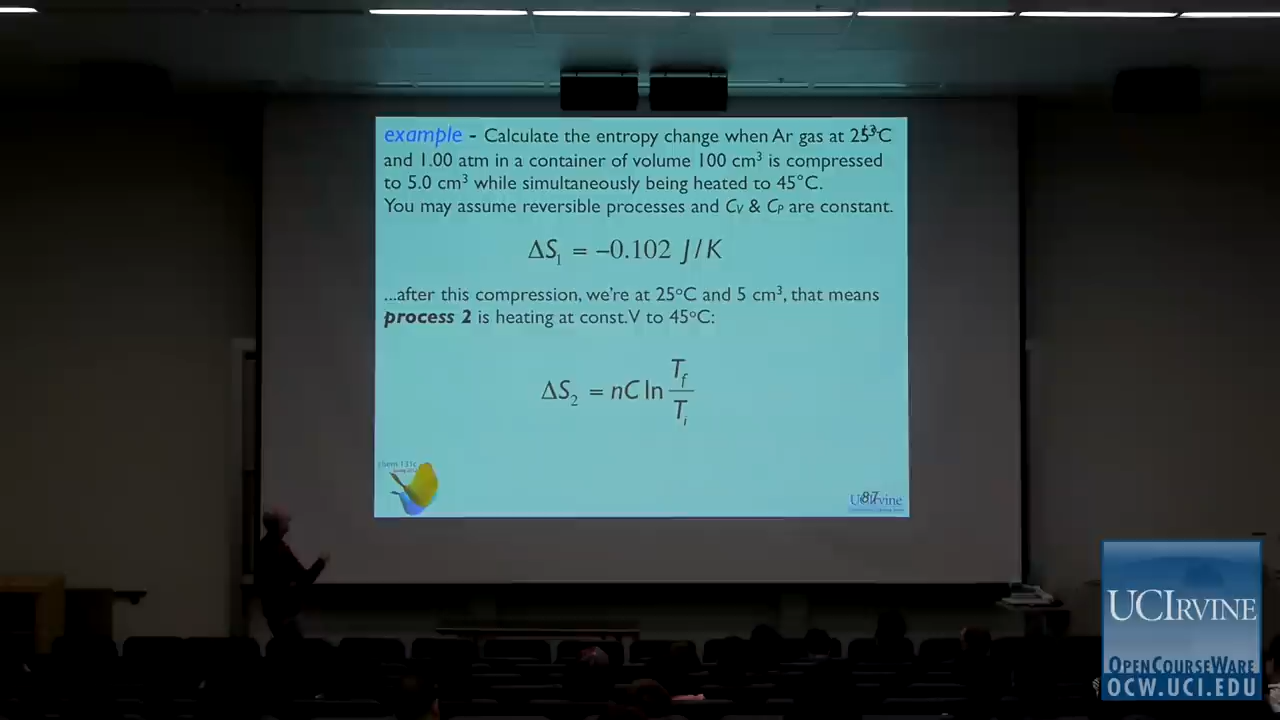 example - Calculate the entropy change when Ar gas at 25°C
and 1.00 atm in a container of volume 100 cm³ is compressed
to 5.0 cm³ while simultaneously being heated to 45°C.
You may assume reversible processes and Cv & CP are constant.
ΔS₁ = −0.102 J/K
...after this compression, we're at 25°C and 5 cm³, that means
process 2 is heating at const. V to 45°C:
ΔS₂ = nC ln Tf/Ti
Chem 131c
87
UCIrvine
UCIRVINE
OPENCOURSEWARE
OCW.UCI.EDU